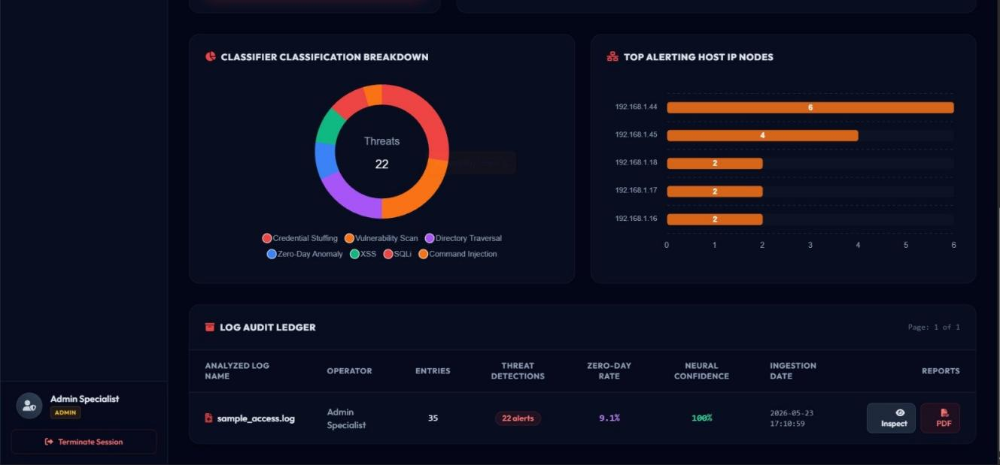 CLASSIFIER CLASSIFICATION BREAKDOWN
Threats
22
Credential Stuffing Vulnerability Scan Directory Traversal
Zero-Day Anomaly XSS SQLi Command Injection
TOP ALERTING HOST IP NODES
192.168.1.44 6
192.168.1.45 4
192.168.1.18 2
192.168.1.17 2
192.168.1.16 2
0 1 2 3 4 5 6
LOG AUDIT LEDGER Page: 1 of 1
ANALYZED LOG NAME OPERATOR ENTRIES THREAT DETECTIONS ZERO-DAY RATE NEURAL CONFIDENCE INGESTION DATE REPORTS
sample_access.log Admin Specialist 35 22 alerts 9.1% 100% 2026-05-23 17:10:59 Inspect PDF
Admin Specialist
ADMIN
Terminate Session